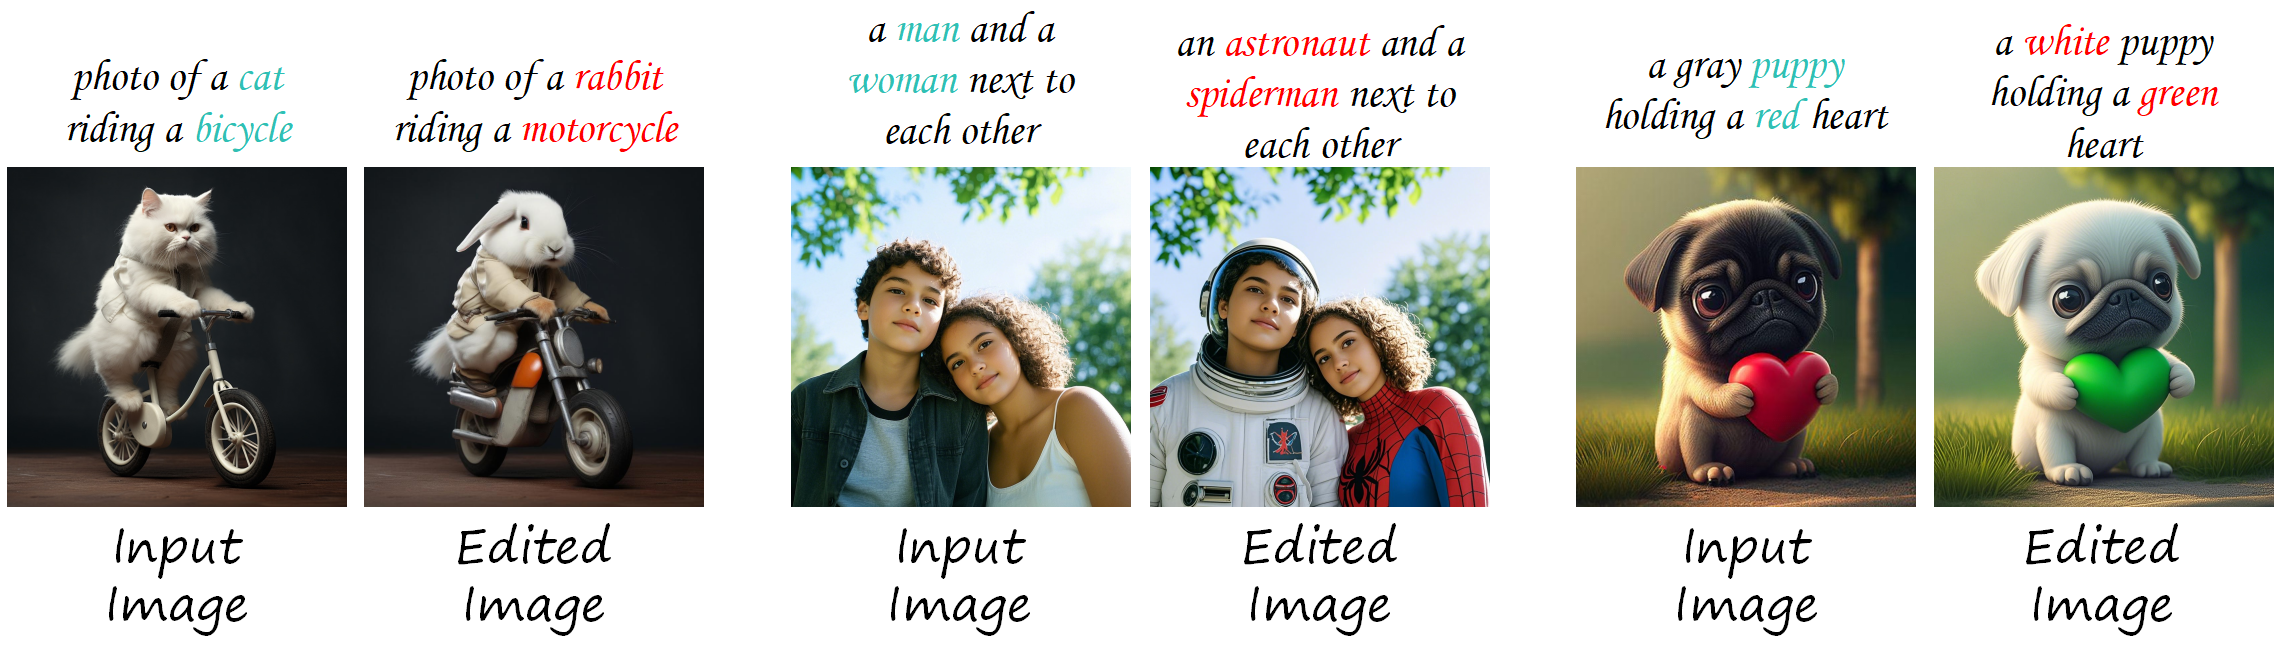 photo of a cat
riding a bicycle
photo of a rabbit
riding a motorcycle
a man and a
woman next to
each other
an astronaut and a
spiderman next to
each other
a gray puppy
holding a red heart
a white puppy
holding a green
heart
Input
Image
Edited
Image
Input
Image
Edited
Image
Input
Image
Edited
Image